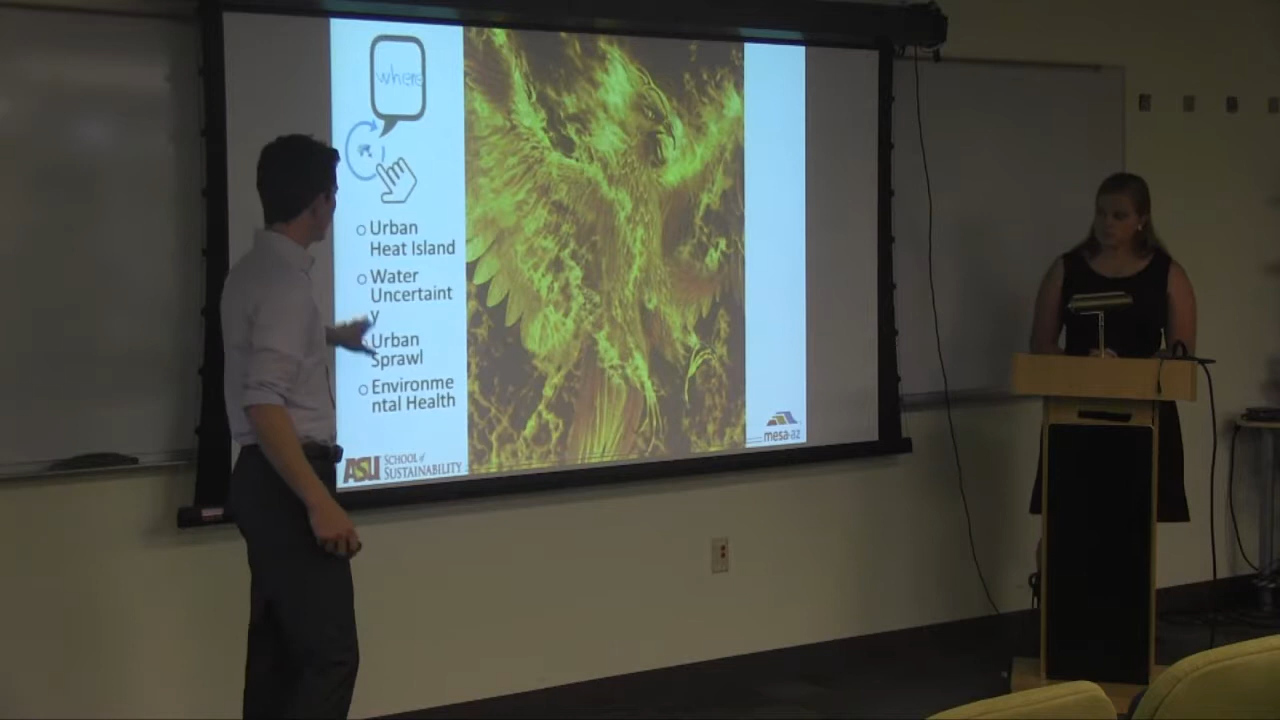 where
Urban
Heat Island
Water
Uncertaint
y
Urban
Sprawl
Environme
ntal Health
ASU SCHOOL of
SUSTAINABILITY
mesa·az